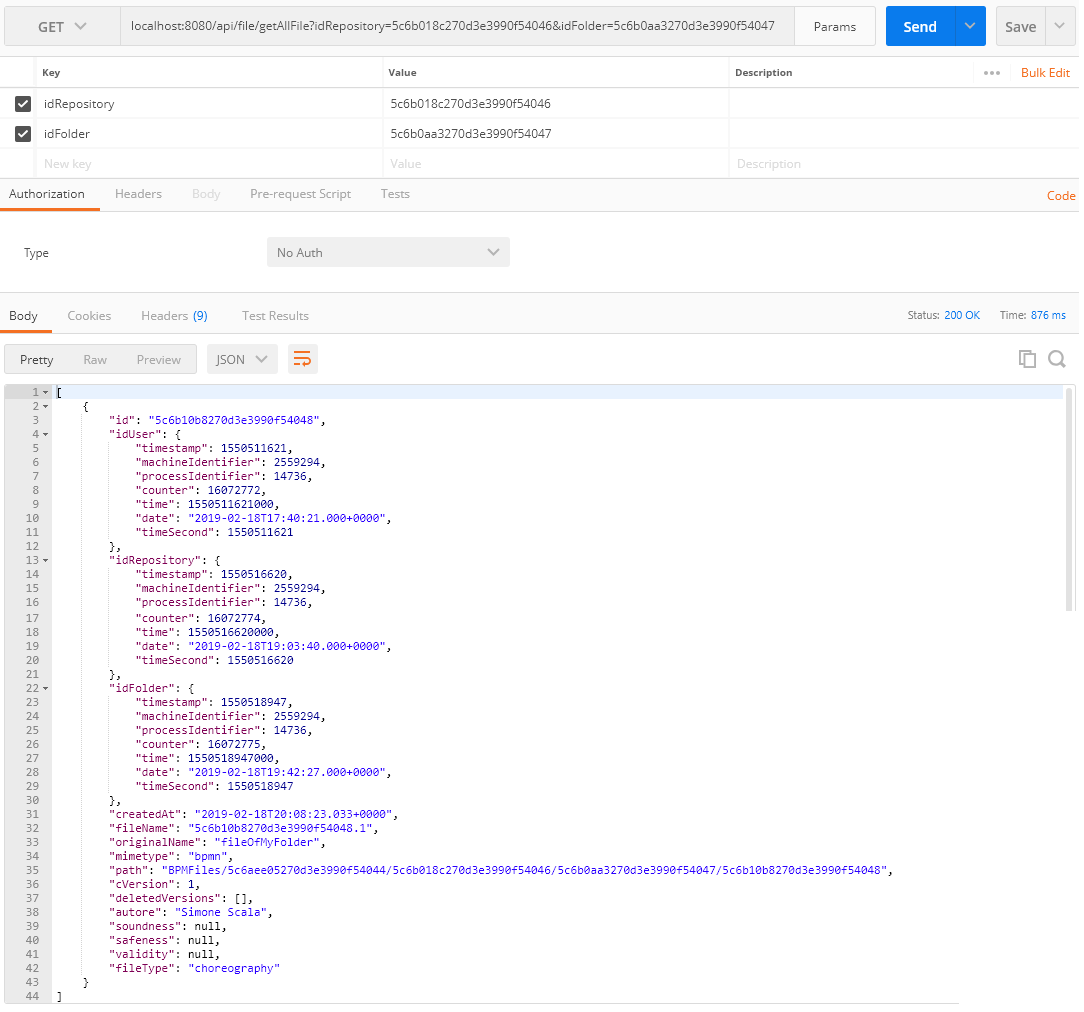 GET localhost:8080/api/file/getAllFile?idRepository=5c6b018c270d3e3990f54046&idFolder=5c6b0aa3270d3e3990f54047 Params Send Save
Key Value Description ••• Bulk Edit
idRepository 5c6b018c270d3e3990f54046
idFolder 5c6b0aa3270d3e3990f54047
New key Value Description
Authorization Headers Body Pre-request Script Tests Code
Type No Auth
Body Cookies Headers (9) Test Results Status: 200 OK Time: 876 ms
Pretty Raw Preview JSON
1 [
2 {
3 "id": "5c6b10b8270d3e3990f54048",
4 "idUser": {
5 "timestamp": 1550511621,
6 "machineIdentifier": 2559294,
7 "processIdentifier": 14736,
8 "counter": 16072772,
9 "time": 1550511621000,
10 "date": "2019-02-18T17:40:21.000+0000",
11 "timeSecond": 1550511621
12 },
13 "idRepository": {
14 "timestamp": 1550516620,
15 "machineIdentifier": 2559294,
16 "processIdentifier": 14736,
17 "counter": 16072774,
18 "time": 1550516620000,
19 "date": "2019-02-18T19:03:40.000+0000",
20 "timeSecond": 1550516620
21 },
22 "idFolder": {
23 "timestamp": 1550518947,
24 "machineIdentifier": 2559294,
25 "processIdentifier": 14736,
26 "counter": 16072775,
27 "time": 1550518947000,
28 "date": "2019-02-18T19:42:27.000+0000",
29 "timeSecond": 1550518947
30 },
31 "createdAt": "2019-02-18T20:08:23.033+0000",
32 "fileName": "5c6b10b8270d3e3990f54048.1",
33 "originalName": "fileOfMyFolder",
34 "mimetype": "bpmn",
35 "path": "BPMFiles/5c6aee05270d3e3990f54044/5c6b018c270d3e3990f54046/5c6b0aa3270d3e3990f54047/5c6b10b8270d3e3990f54048",
36 "cVersion": 1,
37 "deletedVersions": [],
38 "autore": "Simone Scala",
39 "soundness": null,
40 "safeness": null,
41 "validity": null,
42 "fileType": "choreography"
43 }
44 ]